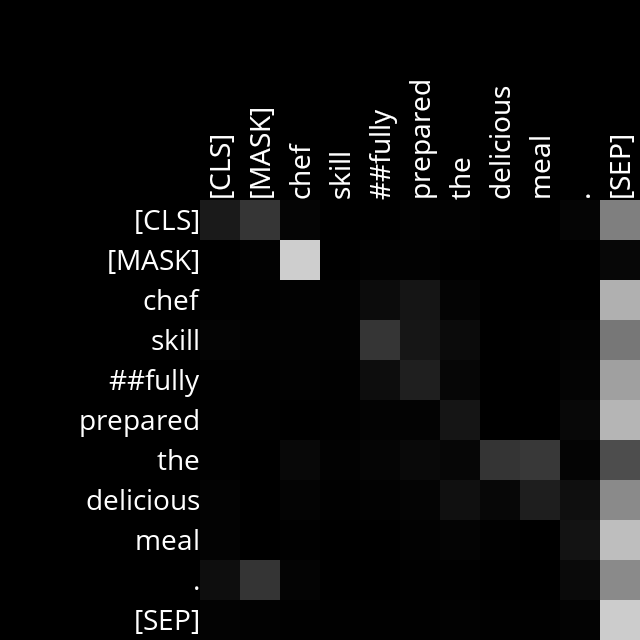 [CLS] [MASK] chef skill ##fully prepared the delicious meal . [SEP]
[CLS]
[MASK]
chef
skill
##fully
prepared
the
delicious
meal
.
[SEP]